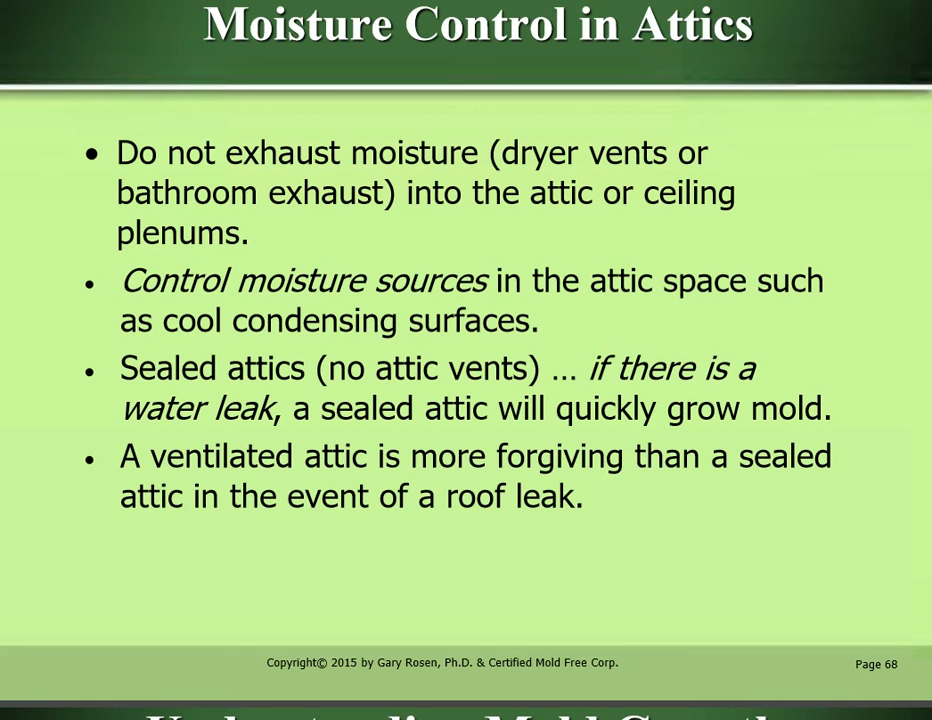 Moisture Control in Attics
• Do not exhaust moisture (dryer vents or
bathroom exhaust) into the attic or ceiling
plenums.
• Control moisture sources in the attic space such
as cool condensing surfaces.
• Sealed attics (no attic vents) … if there is a
water leak, a sealed attic will quickly grow mold.
• A ventilated attic is more forgiving than a sealed
attic in the event of a roof leak.
Copyright© 2015 by Gary Rosen, Ph.D. & Certified Mold Free Corp.
Page 68